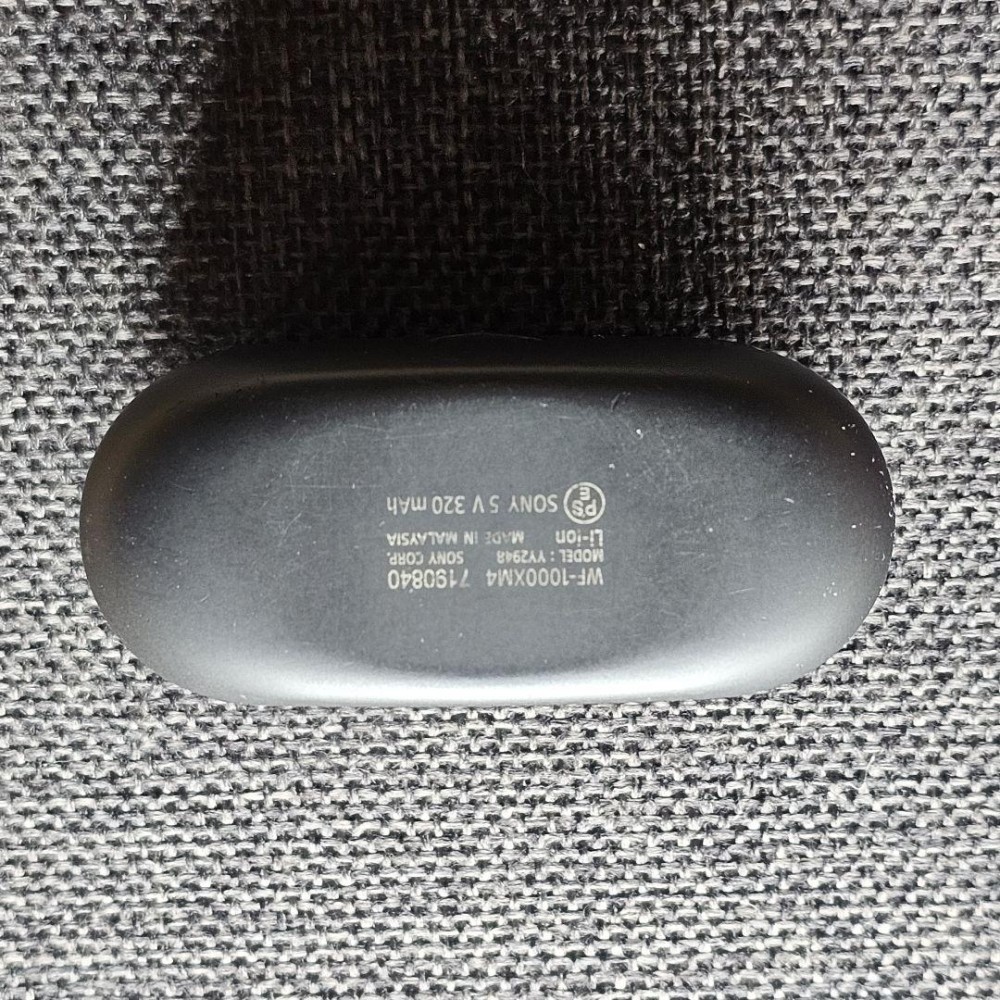 WF-1000XM4 7190840
MODEL : YY2948 SONY CORP.
Li-ion MADE IN MALAYSIA
PSE SONY 5 V 320 mAh